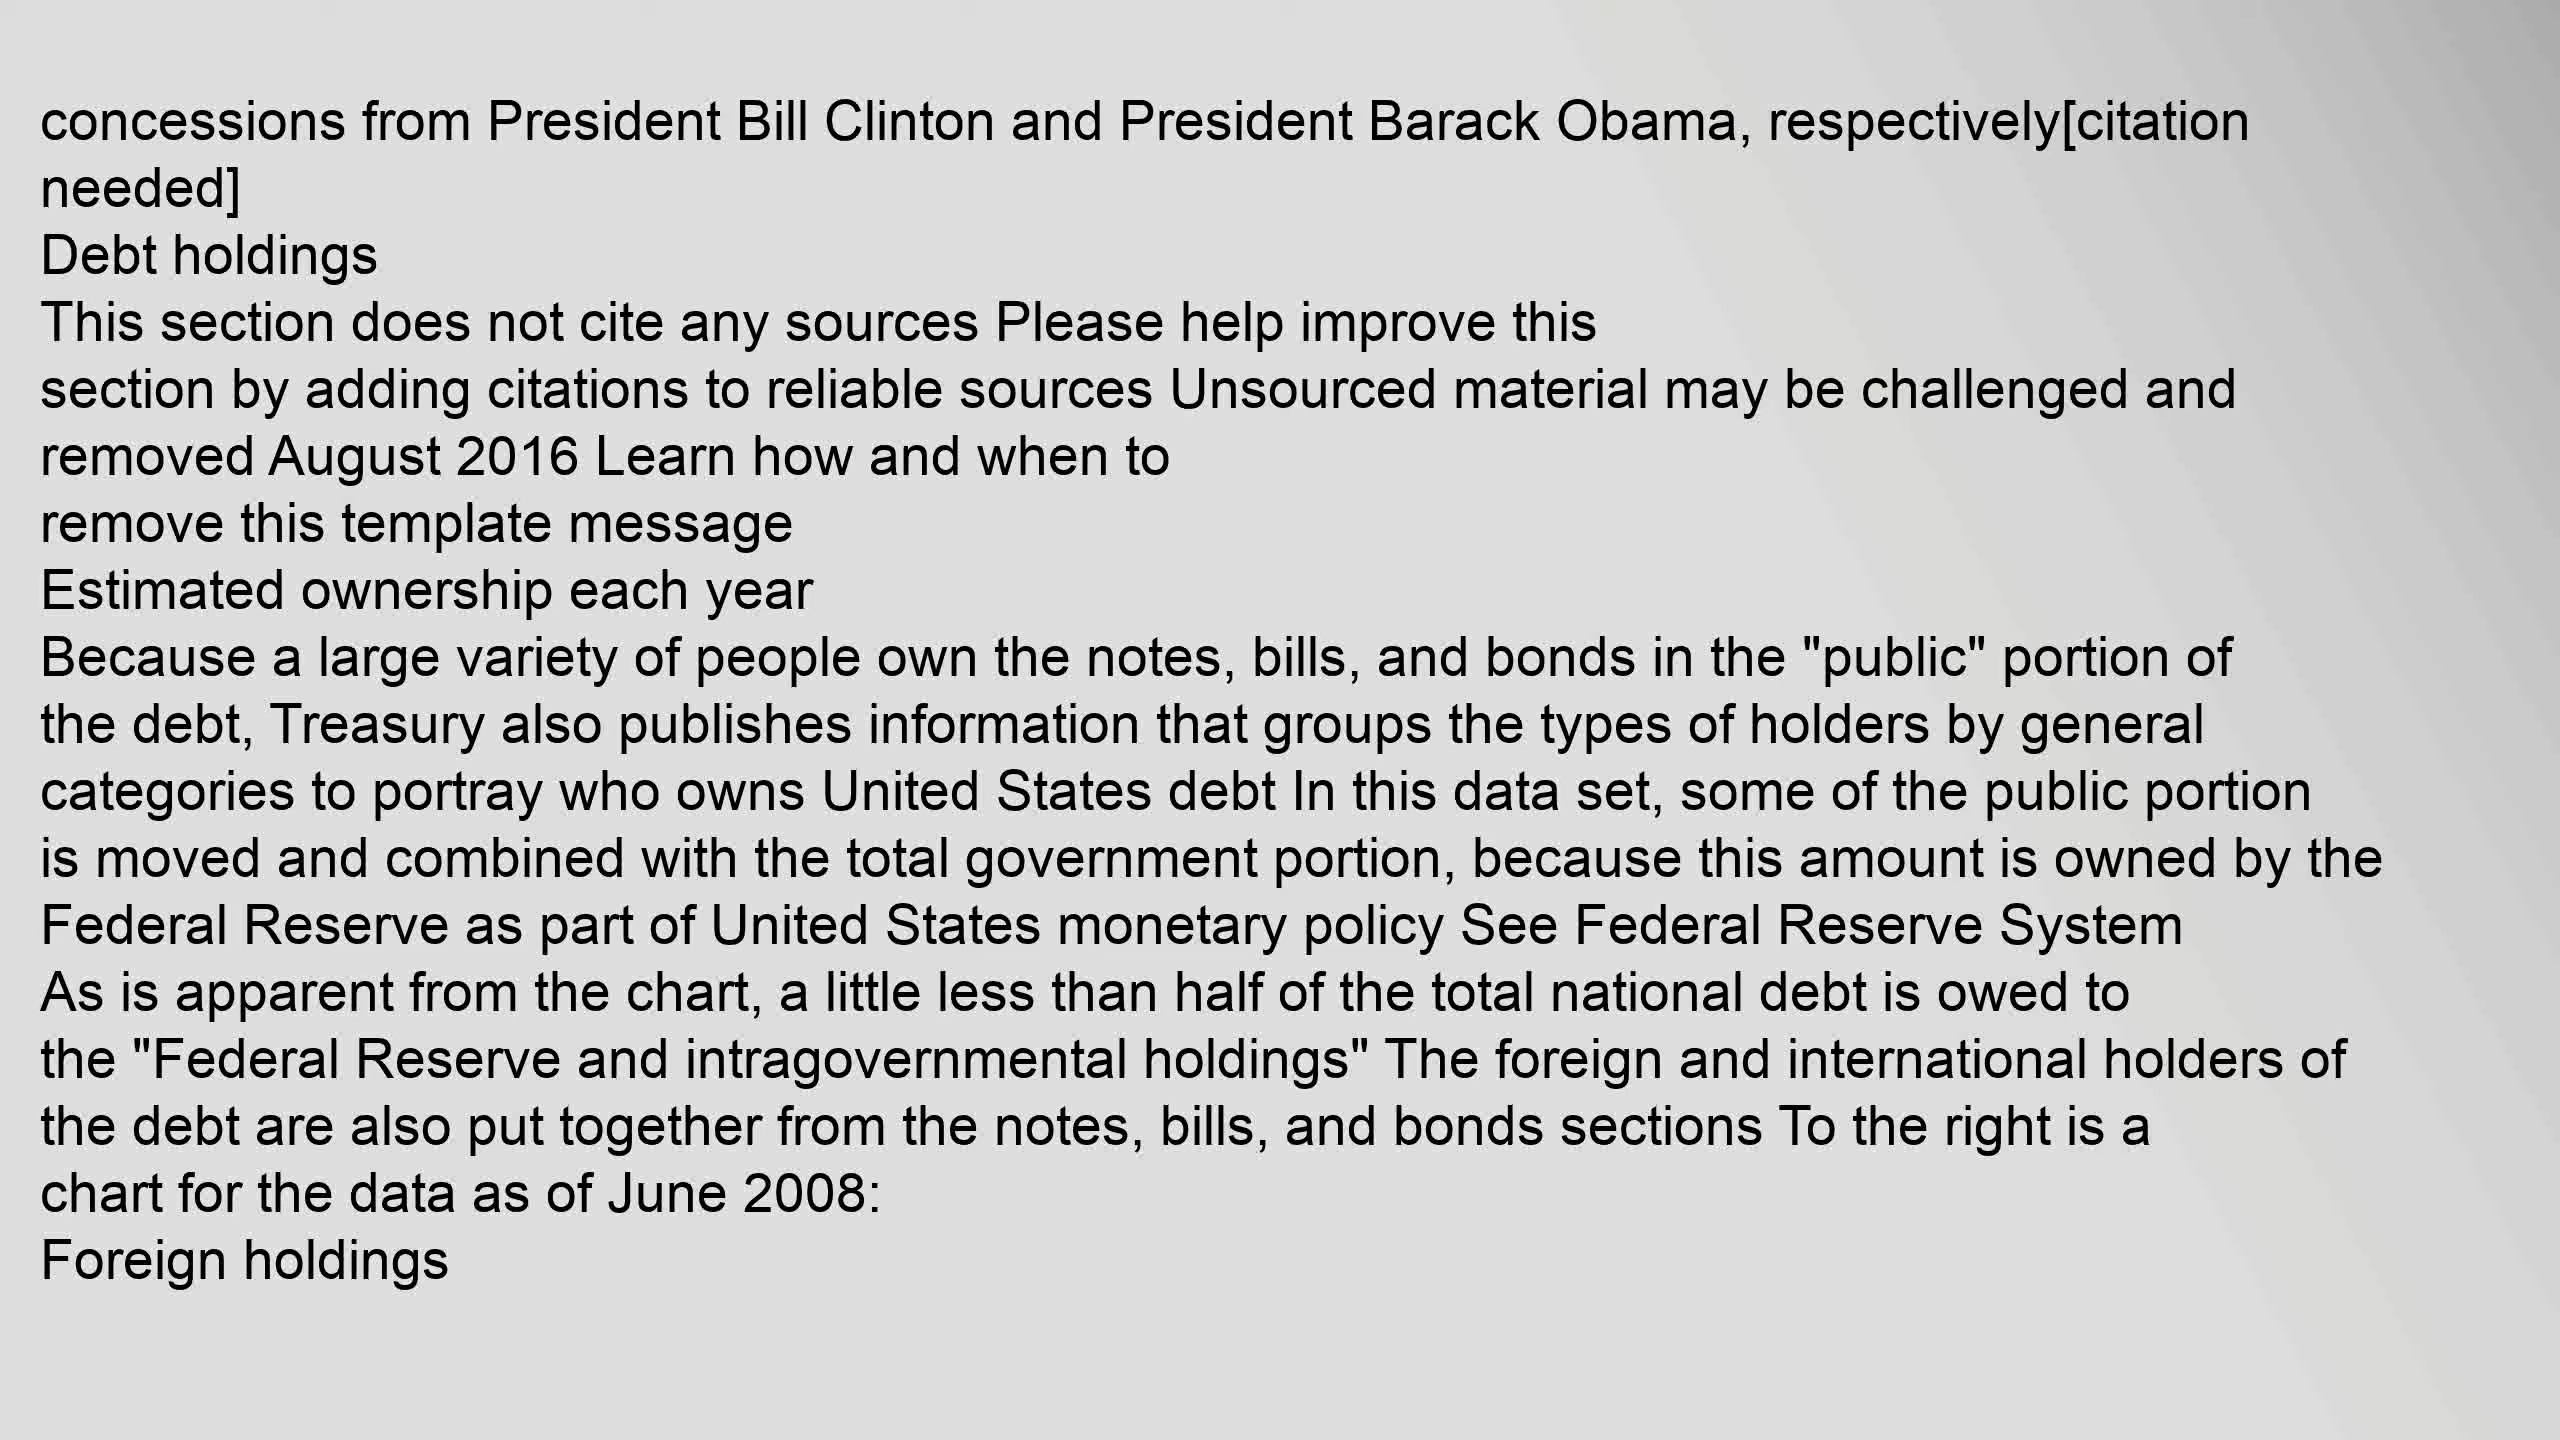 concessions from President Bill Clinton and President Barack Obama, respectively[citation
needed]
Debt holdings
This section does not cite any sources Please help improve this
section by adding citations to reliable sources Unsourced material may be challenged and
removed August 2016 Learn how and when to
remove this template message
Estimated ownership each year
Because a large variety of people own the notes, bills, and bonds in the "public" portion of
the debt, Treasury also publishes information that groups the types of holders by general
categories to portray who owns United States debt In this data set, some of the public portion
is moved and combined with the total government portion, because this amount is owned by the
Federal Reserve as part of United States monetary policy See Federal Reserve System
As is apparent from the chart, a little less than half of the total national debt is owed to
the "Federal Reserve and intragovernmental holdings" The foreign and international holders of
the debt are also put together from the notes, bills, and bonds sections To the right is a
chart for the data as of June 2008:
Foreign holdings